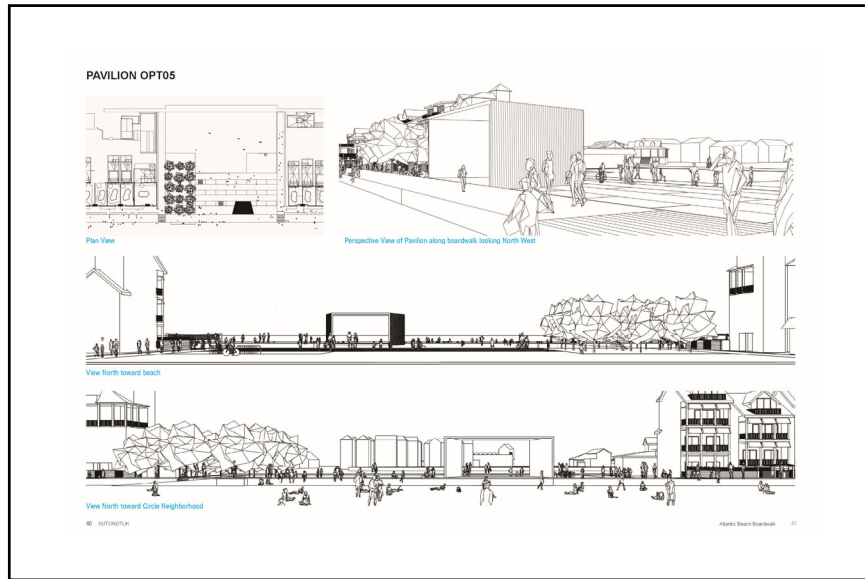 PAVILION OPT05
Plan View
Perspective View of Pavilion along boardwalk looking North West
View North toward beach
View North toward Circle Neighborhood
40 KUTONOTUK
Atlantic Beach Boardwalk 41